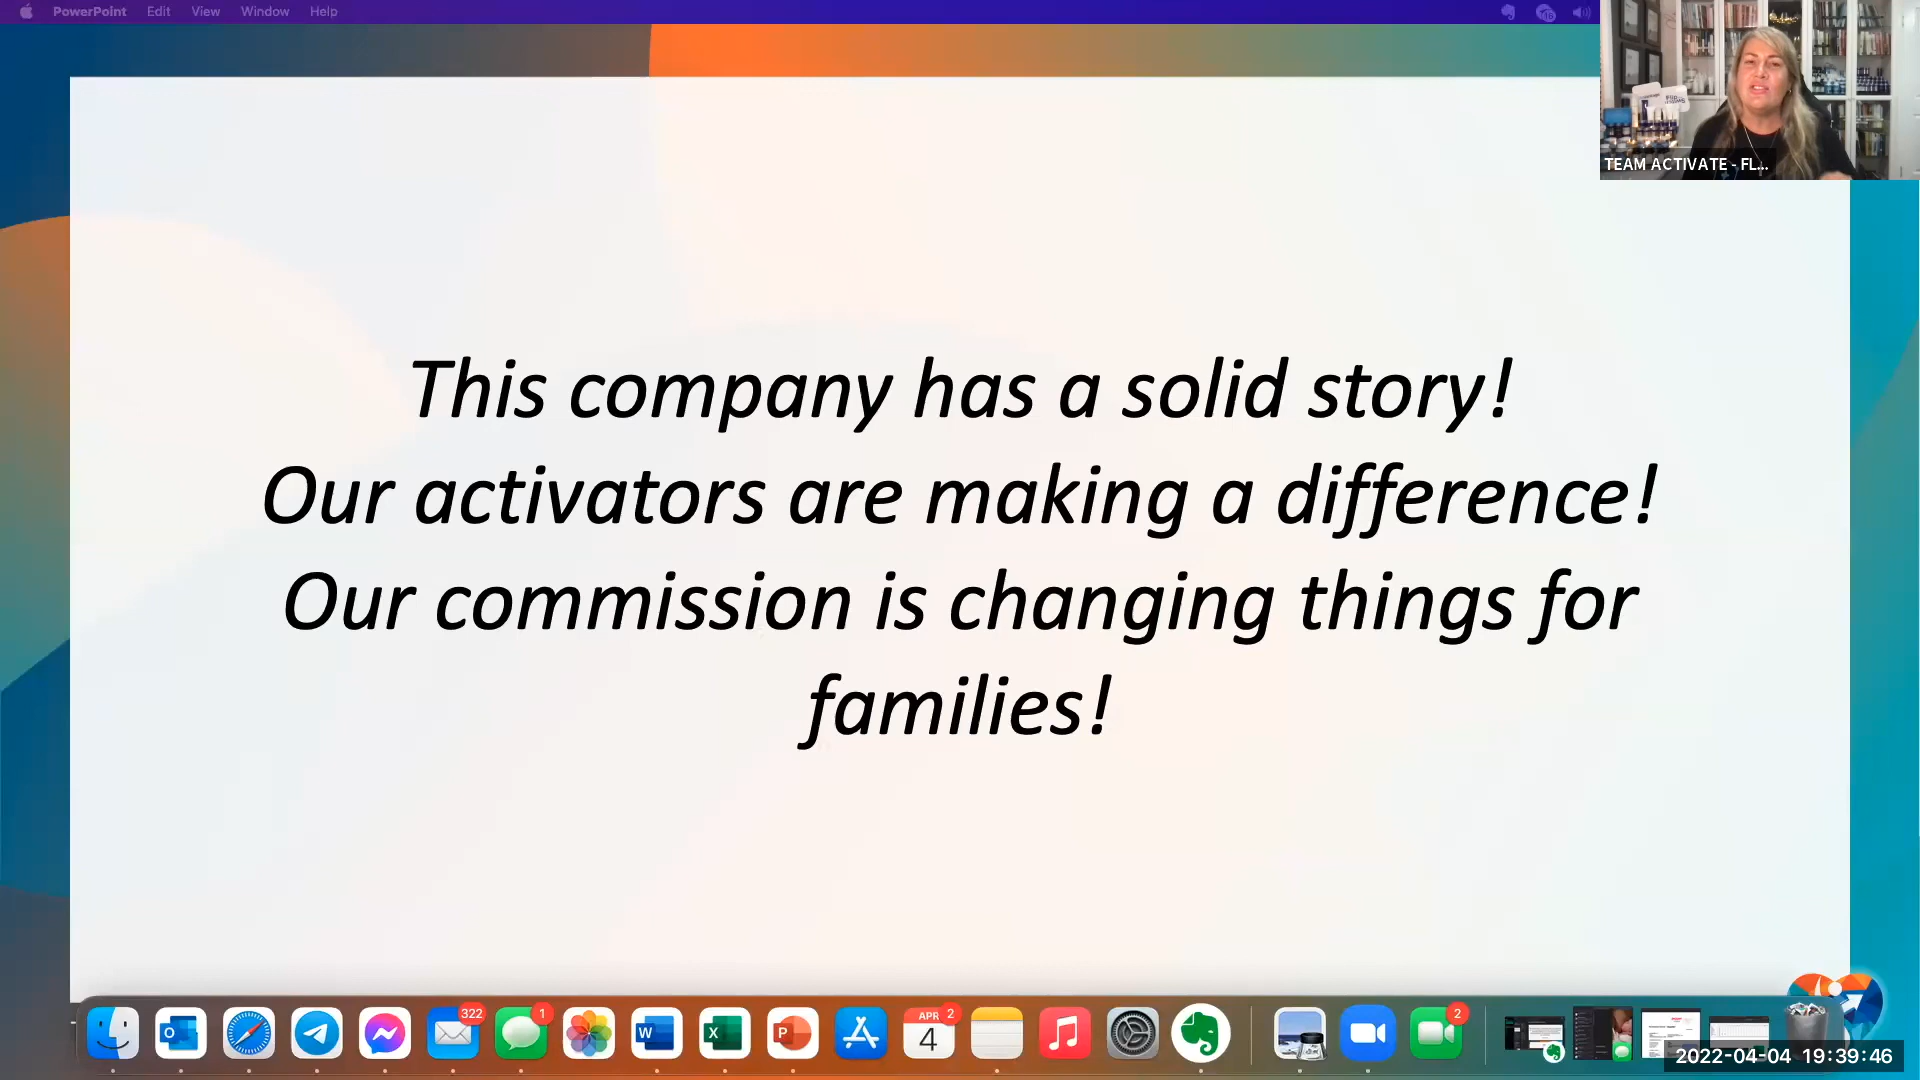 PowerPoint Edit View Window Help
TEAM ACTIVATE - FL...
This company has a solid story!
Our activators are making a difference!
Our commission is changing things for
families!
322
1
APR 2
4
2
2022-04-04 19:39:46